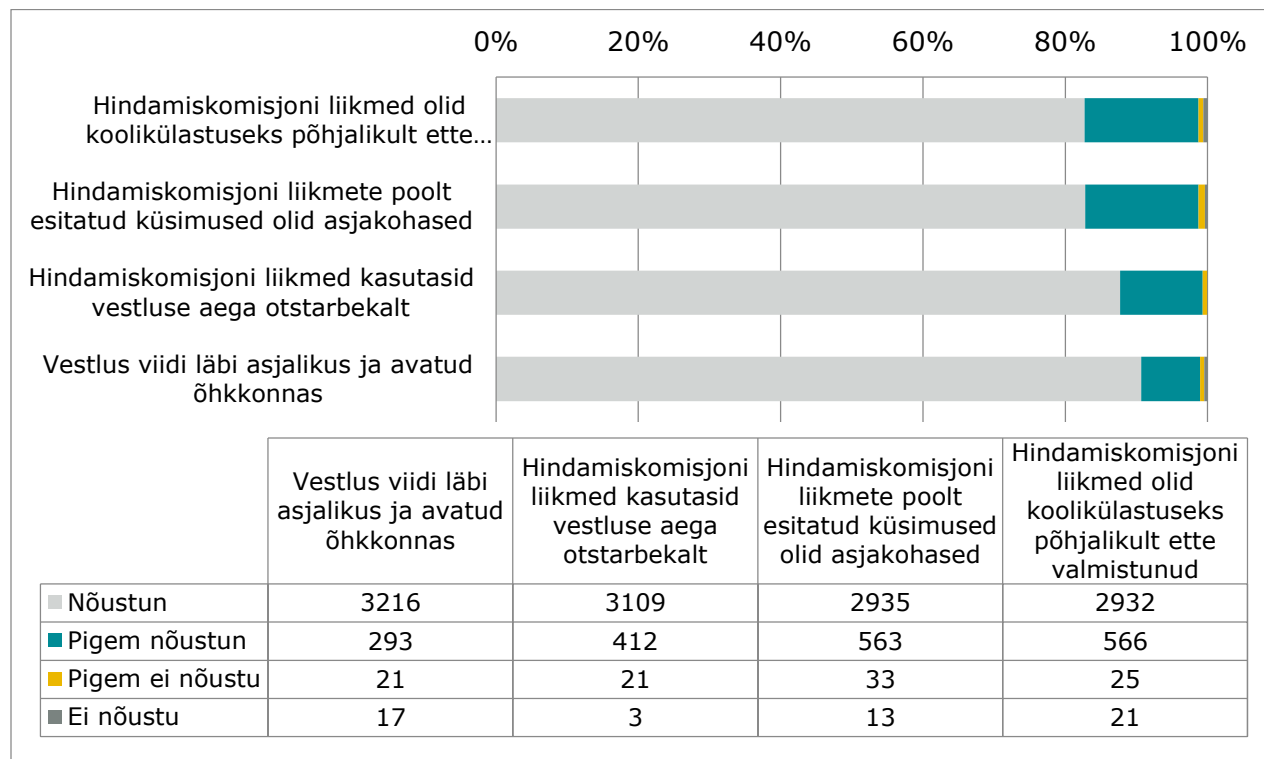 0% 20% 40% 60% 80% 100%
Hindamiskomisjoni liikmed olid
koolikülastuseks põhjalikult ette...
Hindamiskomisjoni liikmete poolt
esitatud küsimused olid asjakohased
Hindamiskomisjoni liikmed kasutasid
vestluse aega otstarbekalt
Vestlus viidi läbi asjalikus ja avatud
õhkkonnas
Vestlus viidi läbi
asjalikus ja avatud
õhkkonnas
Hindamiskomisjoni
liikmed kasutasid
vestluse aega
otstarbekalt
Hindamiskomisjoni
liikmete poolt
esitatud küsimused
olid asjakohased
Hindamiskomisjoni
liikmed olid
koolikülastuseks
põhjalikult ette
valmistunud
Nõustun 3216 3109 2935 2932
Pigem nõustun 293 412 563 566
Pigem ei nõustu 21 21 33 25
Ei nõustu 17 3 13 21